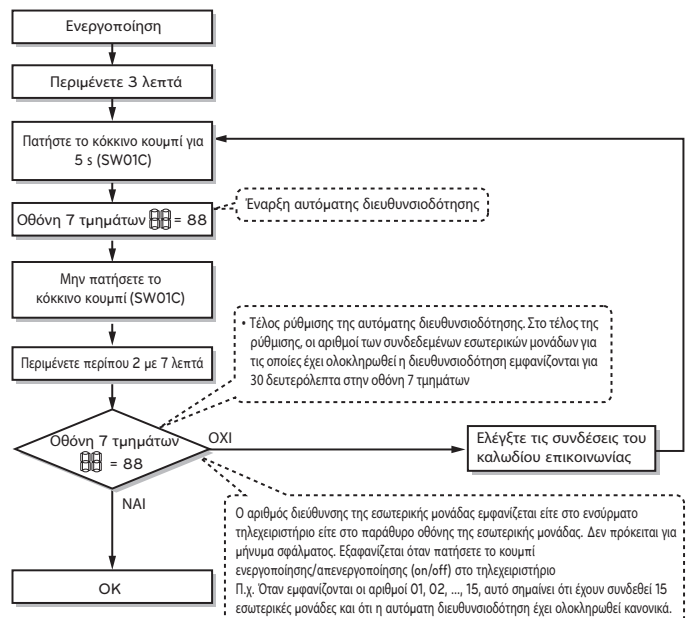 Ενεργοποίηση
Περιμένετε 3 λεπτά
Πατήστε το κόκκινο κουμπί για
5 s (SW01C)
Οθόνη 7 τμημάτων 88 = 88
Έναρξη αυτόματης διευθυνσιοδότησης
Μην πατήσετε το
κόκκινο κουμπί (SW01C)
• Τέλος ρύθμισης της αυτόματης διευθυνσιοδότησης. Στο τέλος της
ρύθμισης, οι αριθμοί των συνδεδεμένων εσωτερικών μονάδων για
τις οποίες έχει ολοκληρωθεί η διευθυνσιοδότηση εμφανίζονται για
30 δευτερόλεπτα στην οθόνη 7 τμημάτων
Περιμένετε περίπου 2 με 7 λεπτά
Οθόνη 7 τμημάτων
88 = 88
ΟΧΙ
Ελέγξτε τις συνδέσεις του
καλωδίου επικοινωνίας
ΝΑΙ
Ο αριθμός διεύθυνσης της εσωτερικής μονάδας εμφανίζεται είτε στο ενσύρματο
τηλεχειριστήριο είτε στο παράθυρο οθόνης της εσωτερικής μονάδας. Δεν πρόκειται για
μήνυμα σφάλματος. Εξαφανίζεται όταν πατήσετε το κουμπί
ενεργοποίησης/απενεργοποίησης (on/off) στο τηλεχειριστήριο
Π.χ. Όταν εμφανίζονται οι αριθμοί 01, 02, ..., 15, αυτό σημαίνει ότι έχουν συνδεθεί 15
εσωτερικές μονάδες και ότι η αυτόματη διευθυνσιοδότηση έχει ολοκληρωθεί κανονικά.
OK